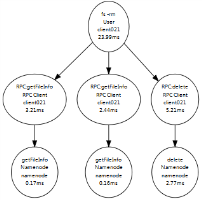 fs -rm
User
client021
23.99ms
RPC:getFileInfo
RPC Client
client021
2.21ms
RPC:getFileInfo
RPC Client
client021
2.44ms
RPC:delete
RPC Client
client021
5.21ms
getFileInfo
Namenode
namenode
0.17ms
getFileInfo
Namenode
namenode
0.16ms
delete
Namenode
namenode
2.77ms